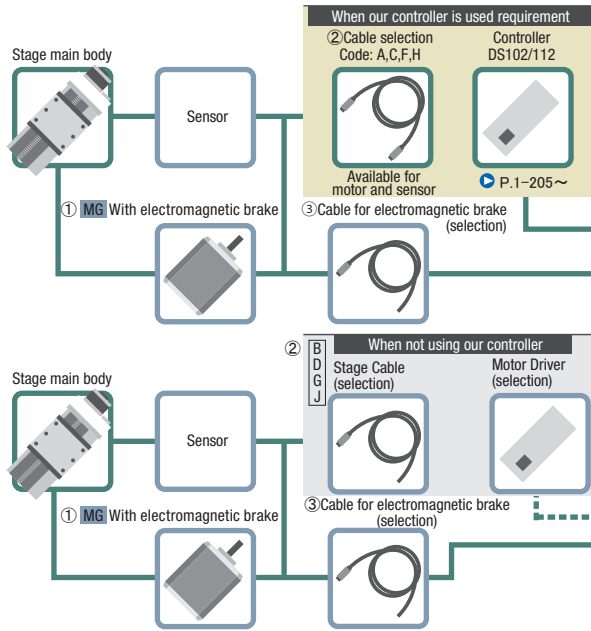 When our controller is used requirement
②Cable selection
Code: A,C,F,H
Controller
DS102/112
Stage main body
Sensor
Available for
motor and sensor
P.1-205～
① MG With electromagnetic brake
③Cable for electromagnetic brake
(selection)
When not using our controller
②
B
D
G
J
Stage Cable
(selection)
Motor Driver
(selection)
Stage main body
Sensor
① MG With electromagnetic brake
③Cable for electromagnetic brake
(selection)